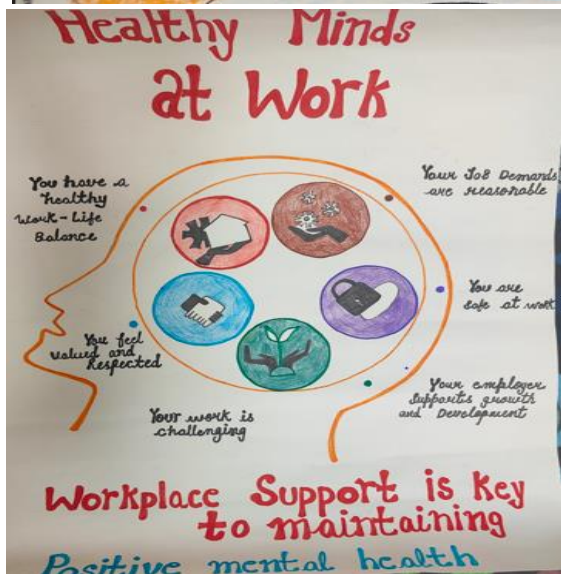 Healthy Minds
at Work
You have a
healthy
Work-Life
Balance
Your Job Demands
are reasonable
You are
safe at work
You feel
valued and
Respected
Your employer
supports growth
and Development
Your work is
challenging
Workplace Support is key
to maintaining
Positive mental health